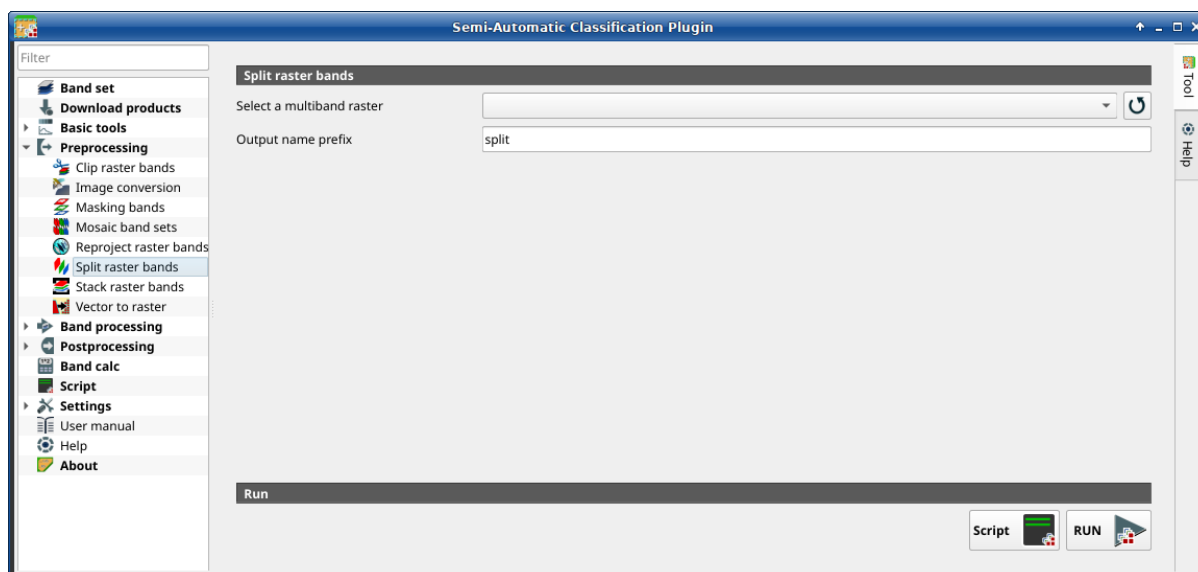 Semi-Automatic Classification Plugin
Filter
Band set
Download products
Basic tools
Preprocessing
Clip raster bands
Image conversion
Masking bands
Mosaic band sets
Reproject raster bands
Split raster bands
Stack raster bands
Vector to raster
Band processing
Postprocessing
Band calc
Script
Settings
User manual
Help
About
Split raster bands
Select a multiband raster
Output name prefix
split
Run
Script
RUN
Tool
Help